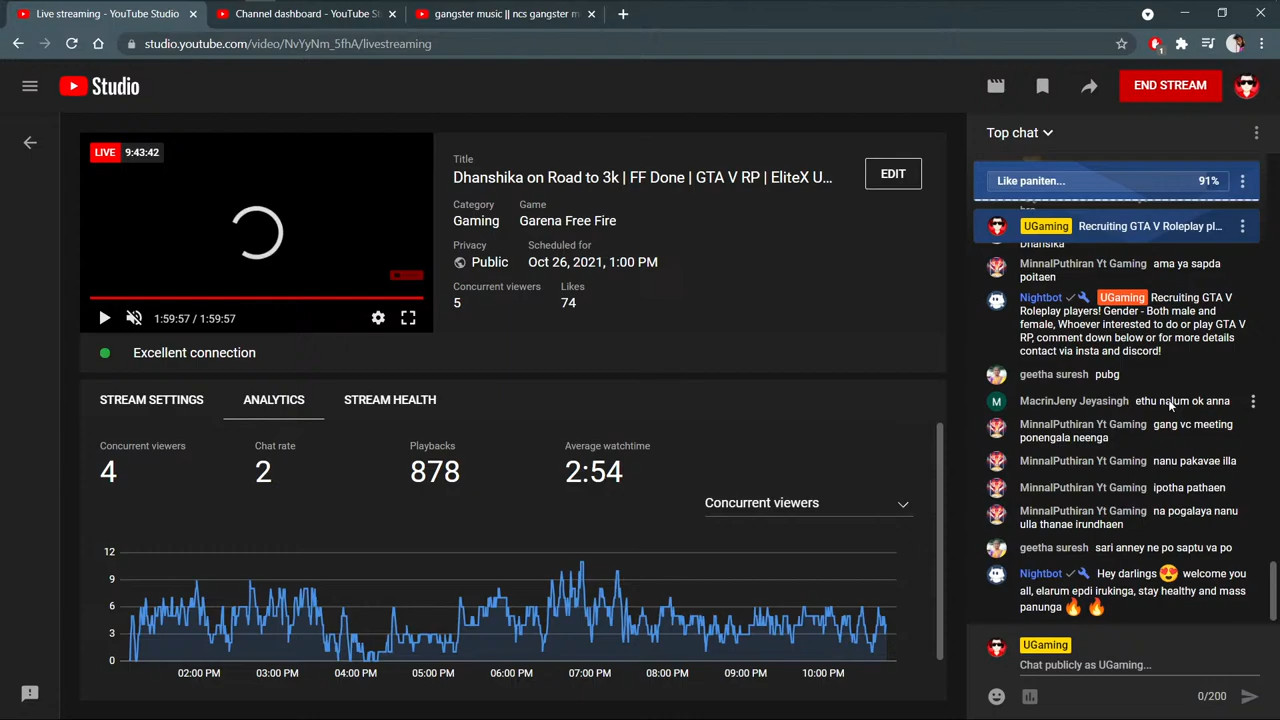 Live streaming - YouTube Studio
Channel dashboard - YouTube St
gangster music || ncs gangster m
studio.youtube.com/video/NvYyNm_5fhA/livestreaming
1
Studio
END STREAM
LIVE 9:43:42
1:59:57 / 1:59:57
Excellent connection
Title
Dhanshika on Road to 3k | FF Done | GTA V RP | EliteX U...
EDIT
Category
Gaming
Game
Garena Free Fire
Privacy
Public
Scheduled for
Oct 26, 2021, 1:00 PM
Concurrent viewers
5
Likes
74
STREAM SETTINGS
ANALYTICS
STREAM HEALTH
Concurrent viewers
4
Chat rate
2
Playbacks
878
Average watchtime
2:54
Concurrent viewers
12
9
6
3
0
02:00 PM 03:00 PM 04:00 PM 05:00 PM 06:00 PM 07:00 PM 08:00 PM 09:00 PM 10:00 PM
Top chat
Like paniten... 91%
UGaming Recruiting GTA V Roleplay pl...
Dhansika
MinnalPuthiran Yt Gaming ama ya sapda
poitaen
Nightbot UGaming Recruiting GTA V
Roleplay players! Gender - Both male and
female, Whoever interested to do or play GTA V
RP, comment down below or for more details
contact via insta and discord!
geetha suresh pubg
MacrinJeny Jeyasingh ethu nalum ok anna
MinnalPuthiran Yt Gaming gang vc meeting
ponengala neenga
MinnalPuthiran Yt Gaming nanu pakavae illa
MinnalPuthiran Yt Gaming ipotha pathaen
MinnalPuthiran Yt Gaming na pogalaya nanu
ulla thanae irundhaen
geetha suresh sari anney ne po saptu va po
Nightbot Hey darlings 😍 welcome you
all, elarum epdi irukinga, stay healthy and mass
panunga 🔥 🔥
UGaming
Chat publicly as UGaming...
0/200